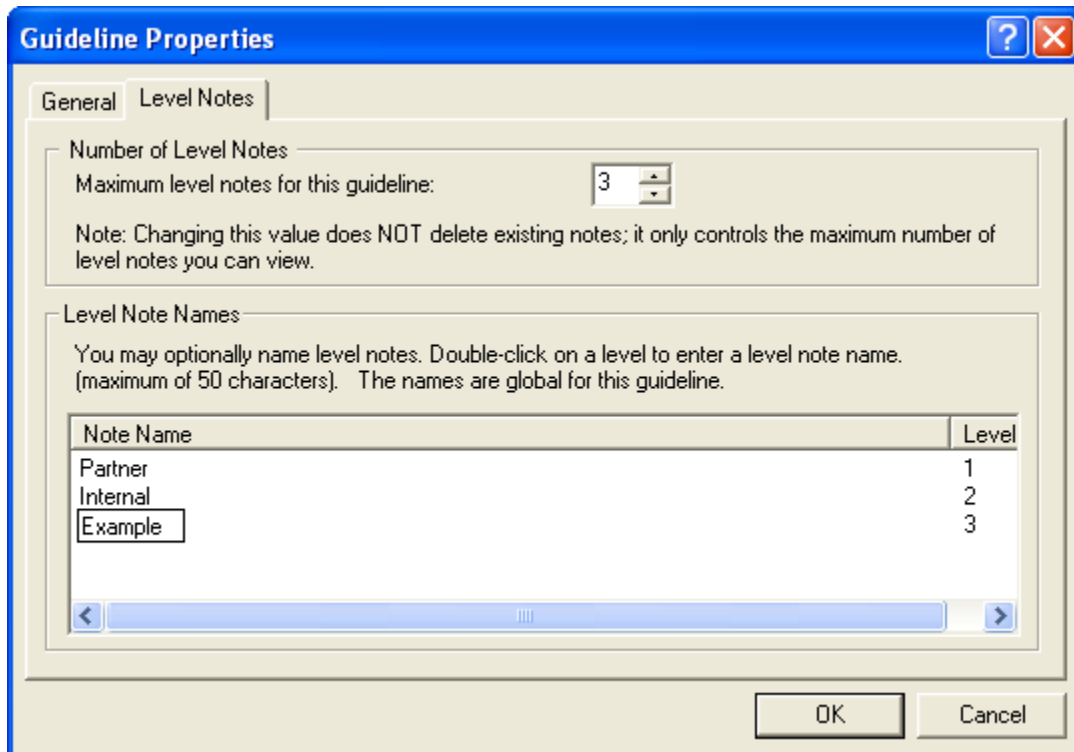 Guideline Properties
General Level Notes
Number of Level Notes
Maximum level notes for this guideline: 3
Note: Changing this value does NOT delete existing notes; it only controls the maximum number of
level notes you can view.
Level Note Names
You may optionally name level notes. Double-click on a level to enter a level note name.
(maximum of 50 characters). The names are global for this guideline.
Note Name Level
Partner 1
Internal 2
Example 3
OK Cancel